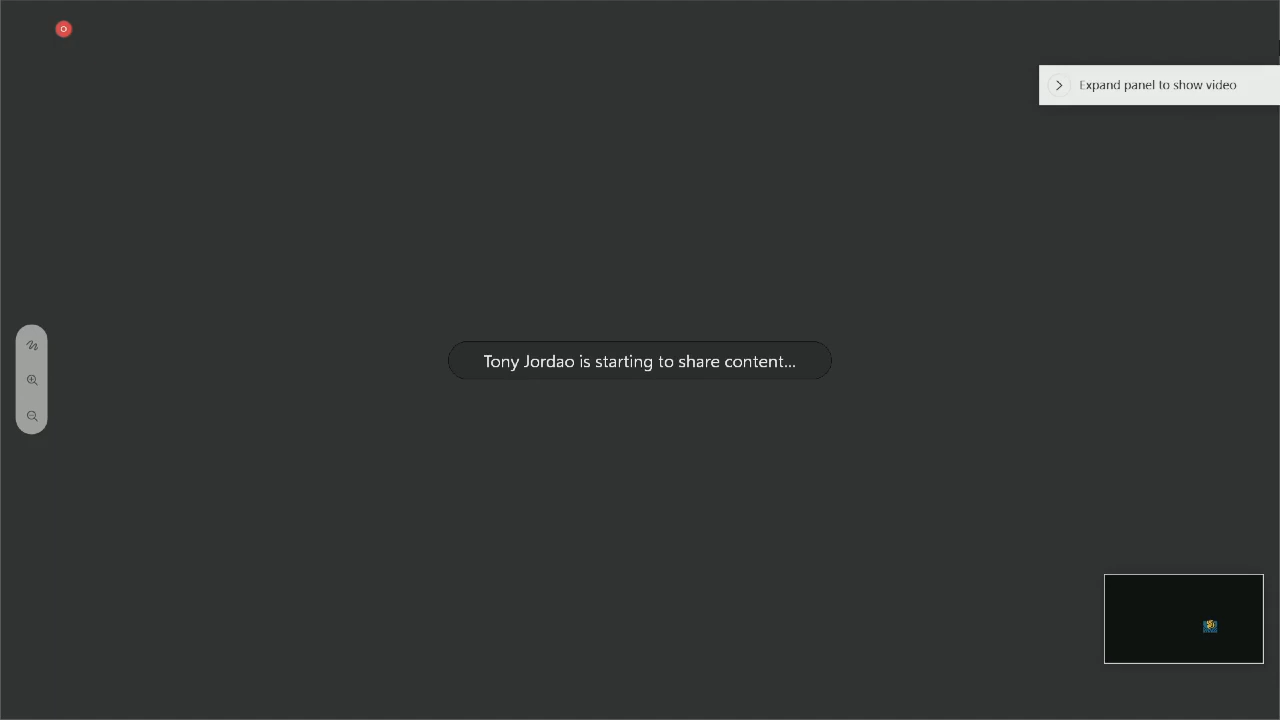 Expand panel to show video
Tony Jordao is starting to share content...